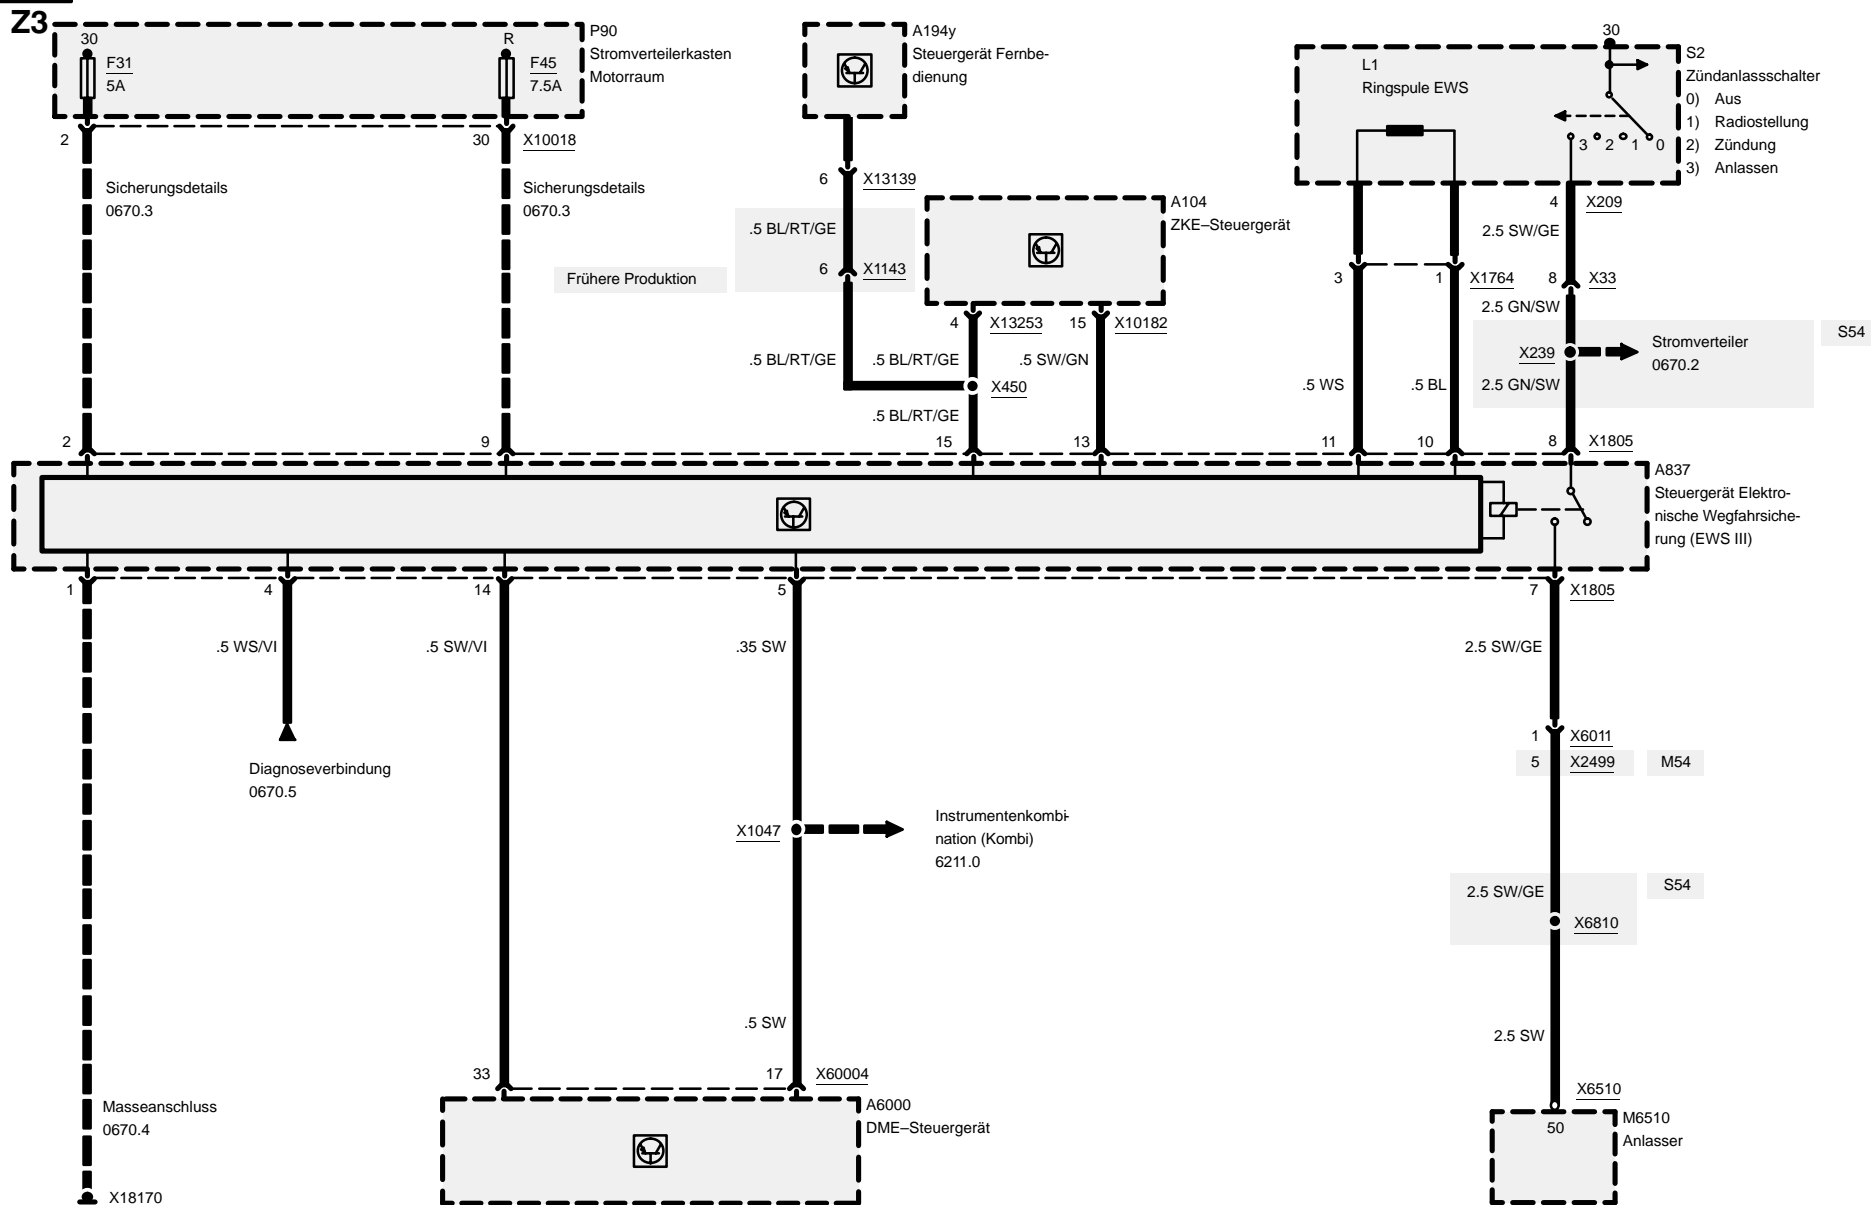 Z3
30
F31
5A
R
F45
7.5A
P90
Stromverteilerkasten
Motorraum
2
30
X10018
Sicherungsdetails
0670.3
Sicherungsdetails
0670.3
A194y
Steuergerät Fernbe-
dienung
6
X13139
.5 BL/RT/GE
6
X1143
Frühere Produktion
A104
ZKE–Steuergerät
4
X13253
15
X10182
.5 BL/RT/GE
.5 BL/RT/GE
.5 SW/GN
X450
.5 BL/RT/GE
L1
Ringspule EWS
30
3
2
1
0
S2
Zündanlassschalter
0) Aus
1) Radiostellung
2) Zündung
3) Anlassen
4
X209
2.5 SW/GE
3
1
X1764
8
X33
2.5 GN/SW
S54
X239
Stromverteiler
0670.2
.5 WS
.5 BL
2.5 GN/SW
2
9
15
13
11
10
8
X1805
A837
Steuergerät Elektro-
nische Wegfahrsiche-
rung (EWS III)
1
4
14
5
7
X1805
.5 WS/VI
.5 SW/VI
.35 SW
2.5 SW/GE
Diagnoseverbindung
0670.5
1
X6011
5
X2499
M54
X1047
Instrumentenkombi-
nation (Kombi)
6211.0
2.5 SW/GE
S54
X6810
.5 SW
2.5 SW
33
17
X60004
X6510
Masseanschluss
0670.4
A6000
DME–Steuergerät
50
M6510
Anlasser
X18170